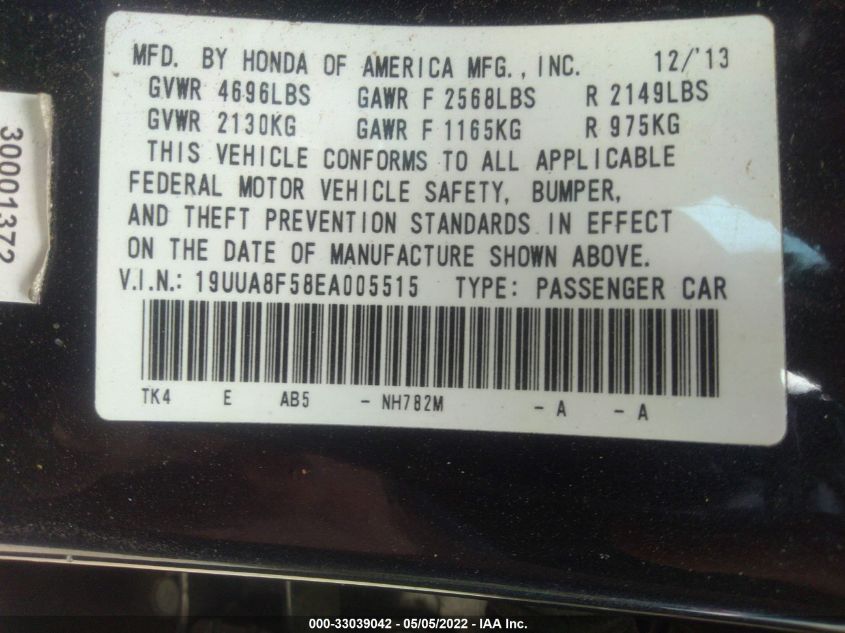 MFD. BY HONDA OF AMERICA MFG., INC. 12/'13
GVWR 4696LBS GAWR F 2568LBS R 2149LBS
GVWR 2130KG GAWR F 1165KG R 975KG
THIS VEHICLE CONFORMS TO ALL APPLICABLE
FEDERAL MOTOR VEHICLE SAFETY, BUMPER,
AND THEFT PREVENTION STANDARDS IN EFFECT
ON THE DATE OF MANUFACTURE SHOWN ABOVE.
V.I.N.: 19UUA8F58EA005515 TYPE: PASSENGER CAR
TK4 E AB5 - NH782M - A - A
30001372
000-33039042 - 05/05/2022 - IAA Inc.